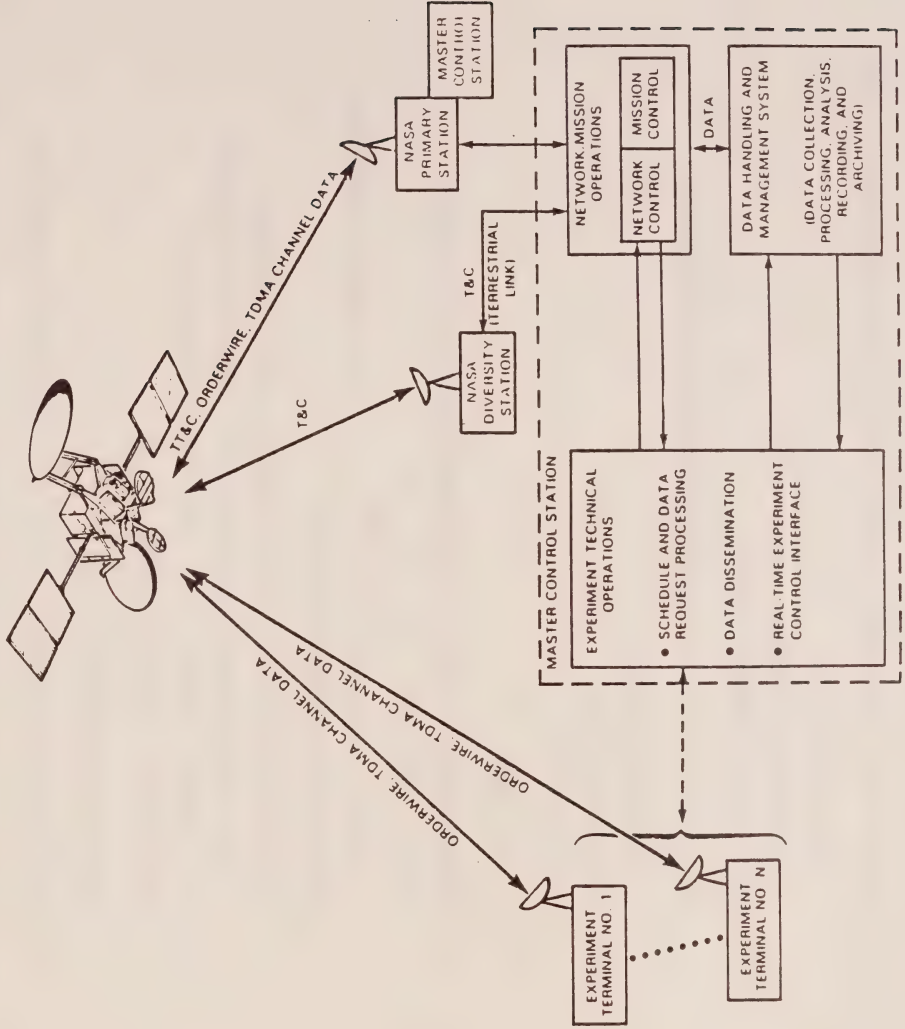 TT&C, ORDERWIRE, TDMA CHANNEL DATA
T&C
ORDERWIRE, TDMA CHANNEL DATA
ORDERWIRE, TDMA CHANNEL DATA
EXPERIMENT
TERMINAL NO. 1
EXPERIMENT
TERMINAL NO N
NASA
DIVERSITY
STATION
NASA
PRIMARY
STATION
MASTER
CONTROL
STATION
T&C
(TERRESTRIAL
LINK)
MASTER CONTROL STATION
EXPERIMENT TECHNICAL
OPERATIONS
• SCHEDULE AND DATA
REQUEST PROCESSING
• DATA DISSEMINATION
• REAL-TIME EXPERIMENT
CONTROL INTERFACE
NETWORK-MISSION
OPERATIONS
NETWORK
CONTROL
MISSION
CONTROL
DATA
DATA HANDLING AND
MANAGEMENT SYSTEM
(DATA COLLECTION,
PROCESSING, ANALYSIS,
RECORDING, AND
ARCHIVING)